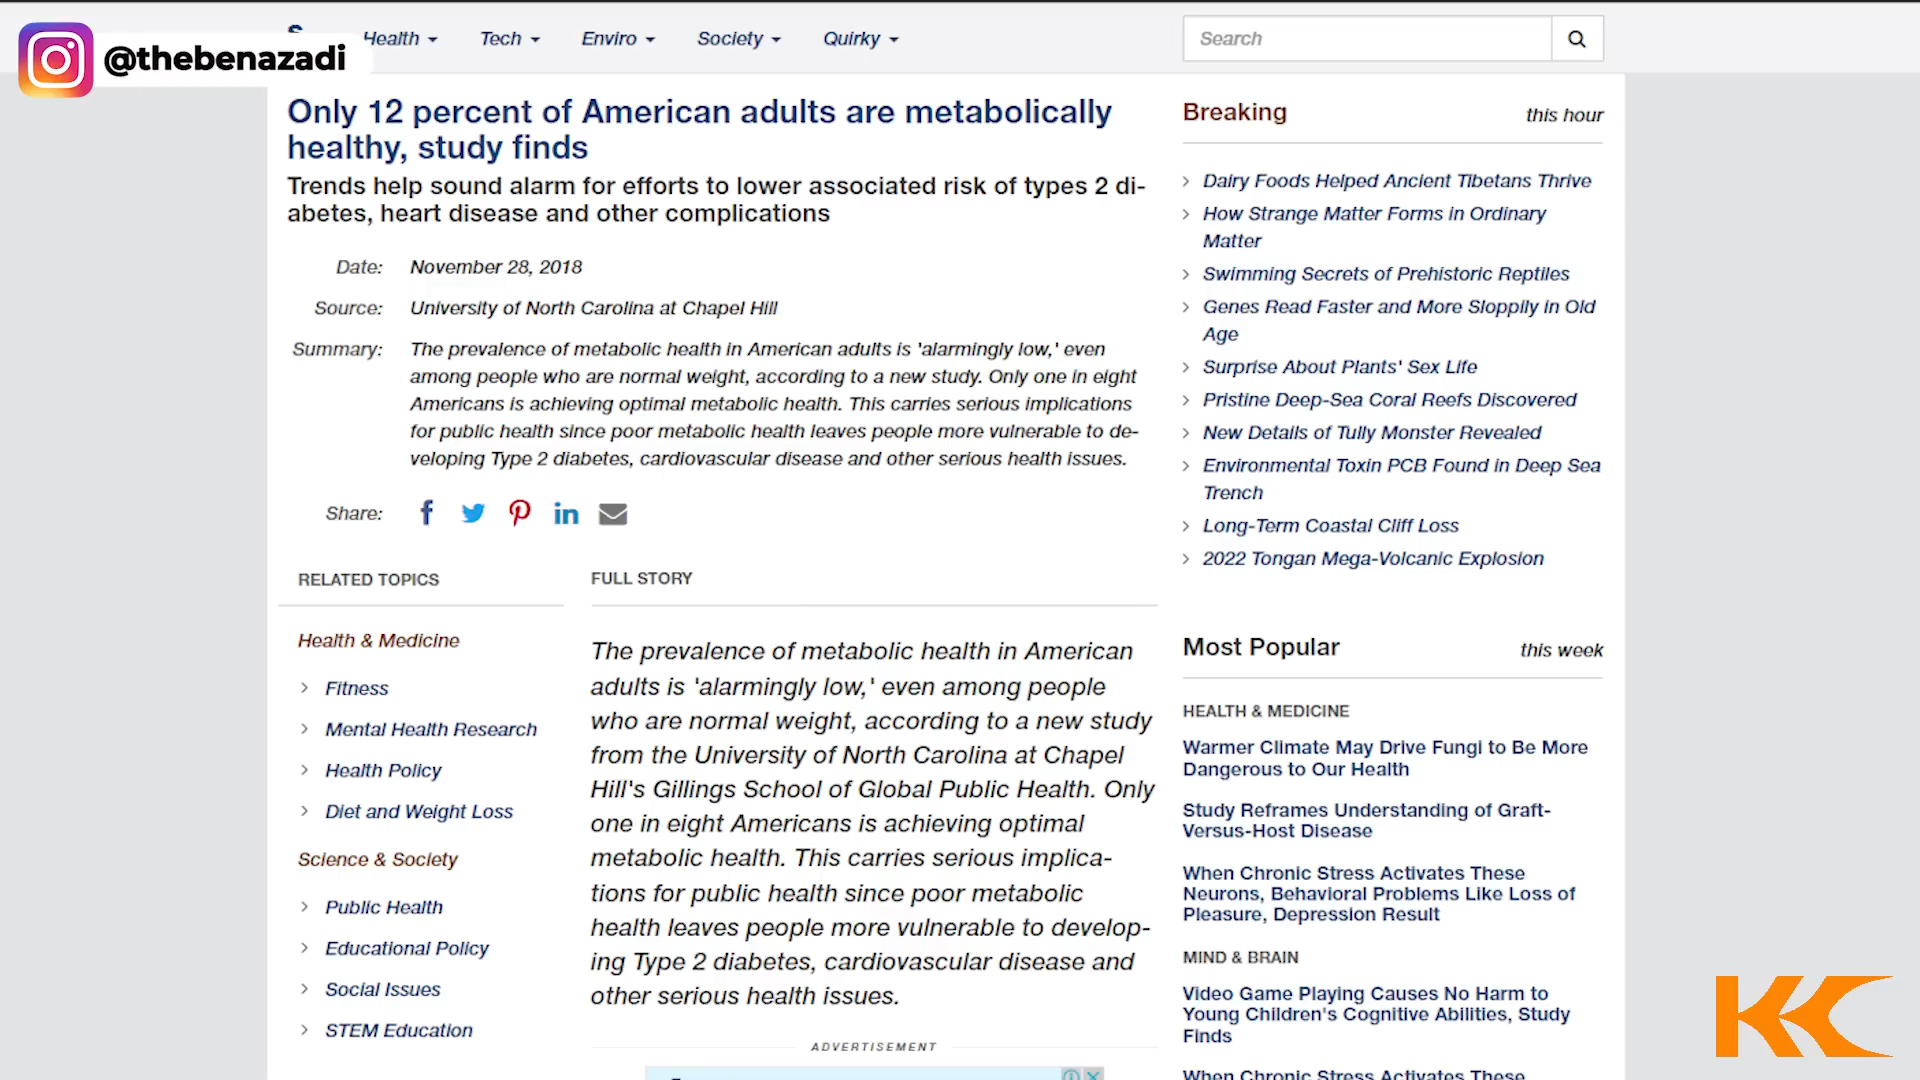 @thebenazadi
Health
Tech
Enviro
Society
Quirky
Search
Only 12 percent of American adults are metabolically
healthy, study finds
Trends help sound alarm for efforts to lower associated risk of types 2 di-
abetes, heart disease and other complications
Date: November 28, 2018
Source: University of North Carolina at Chapel Hill
Summary: The prevalence of metabolic health in American adults is 'alarmingly low,' even
among people who are normal weight, according to a new study. Only one in eight
Americans is achieving optimal metabolic health. This carries serious implications
for public health since poor metabolic health leaves people more vulnerable to de-
veloping Type 2 diabetes, cardiovascular disease and other serious health issues.
Share:
RELATED TOPICS
Health & Medicine
Fitness
Mental Health Research
Health Policy
Diet and Weight Loss
Science & Society
Public Health
Educational Policy
Social Issues
STEM Education
FULL STORY
The prevalence of metabolic health in American
adults is 'alarmingly low,' even among people
who are normal weight, according to a new study
from the University of North Carolina at Chapel
Hill's Gillings School of Global Public Health. Only
one in eight Americans is achieving optimal
metabolic health. This carries serious implica-
tions for public health since poor metabolic
health leaves people more vulnerable to develop-
ing Type 2 diabetes, cardiovascular disease and
other serious health issues.
ADVERTISEMENT
Breaking
this hour
Dairy Foods Helped Ancient Tibetans Thrive
How Strange Matter Forms in Ordinary
Matter
Swimming Secrets of Prehistoric Reptiles
Genes Read Faster and More Sloppily in Old
Age
Surprise About Plants' Sex Life
Pristine Deep-Sea Coral Reefs Discovered
New Details of Tully Monster Revealed
Environmental Toxin PCB Found in Deep Sea
Trench
Long-Term Coastal Cliff Loss
2022 Tongan Mega-Volcanic Explosion
Most Popular
this week
HEALTH & MEDICINE
Warmer Climate May Drive Fungi to Be More
Dangerous to Our Health
Study Reframes Understanding of Graft-
Versus-Host Disease
When Chronic Stress Activates These
Neurons, Behavioral Problems Like Loss of
Pleasure, Depression Result
MIND & BRAIN
Video Game Playing Causes No Harm to
Young Children's Cognitive Abilities, Study
Finds
When Chronic Stress Activates These
KC